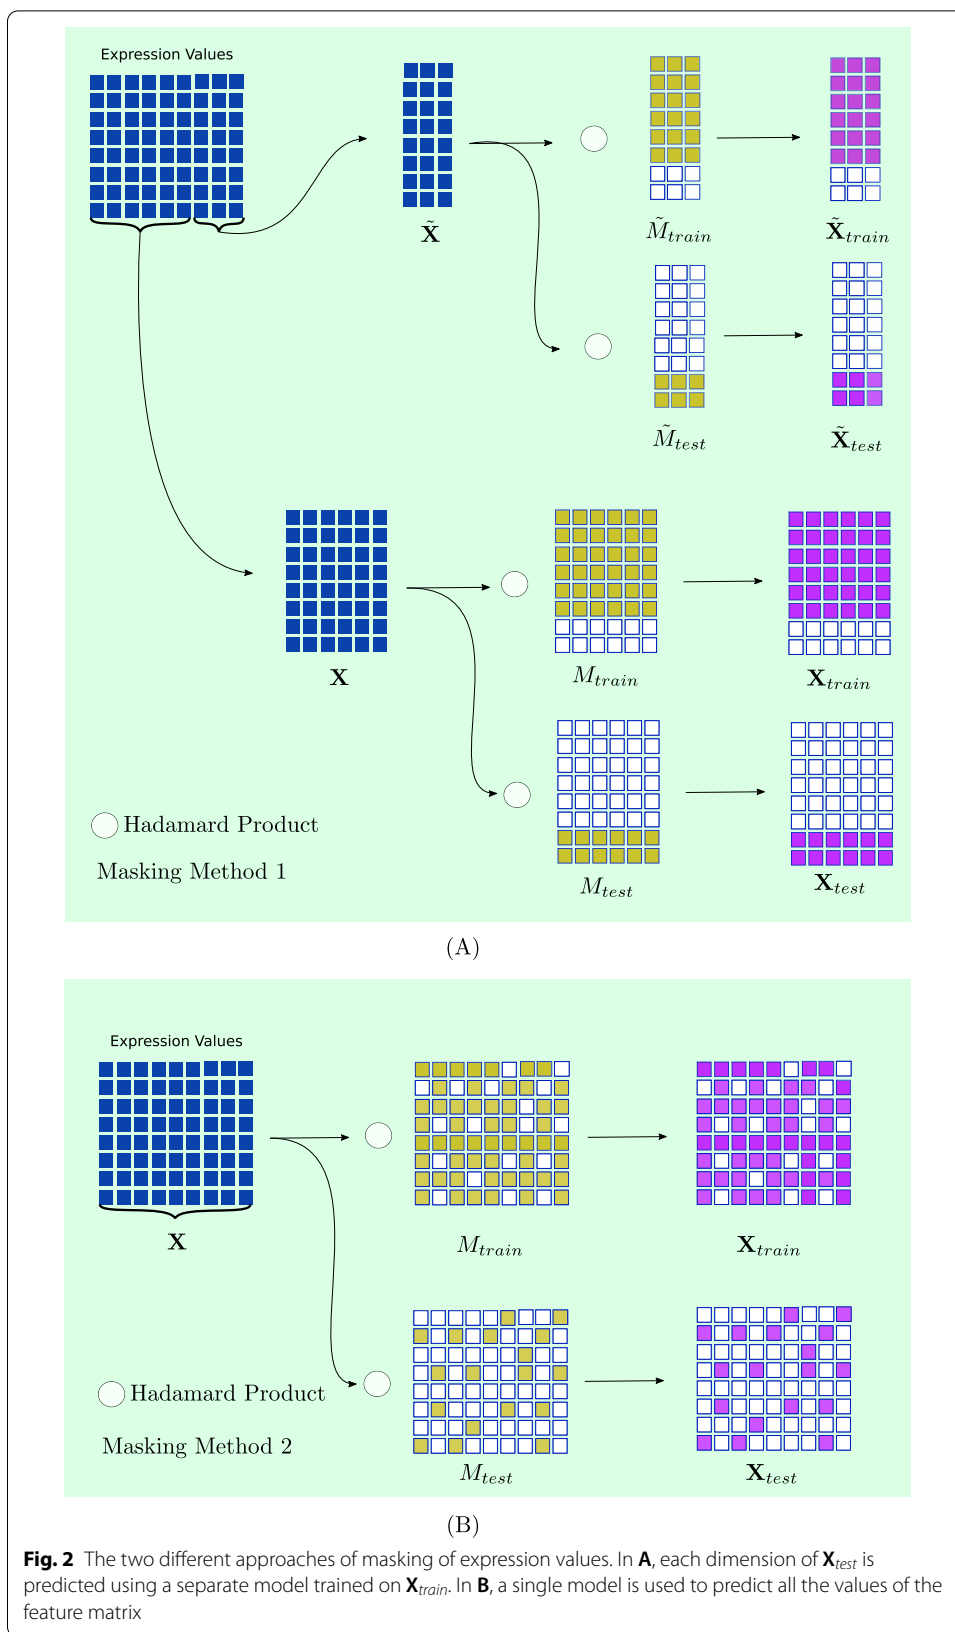 Expression Values
X̃
M̃train
X̃train
M̃test
X̃test
X
Mtrain
Xtrain
Mtest
Xtest
Hadamard Product
Masking Method 1
(A)
Expression Values
X
Mtrain
Xtrain
Hadamard Product
Masking Method 2
Mtest
Xtest
(B)
Fig. 2 The two different approaches of masking of expression values. In A, each dimension of Xtest is
predicted using a separate model trained on Xtrain. In B, a single model is used to predict all the values of the
feature matrix